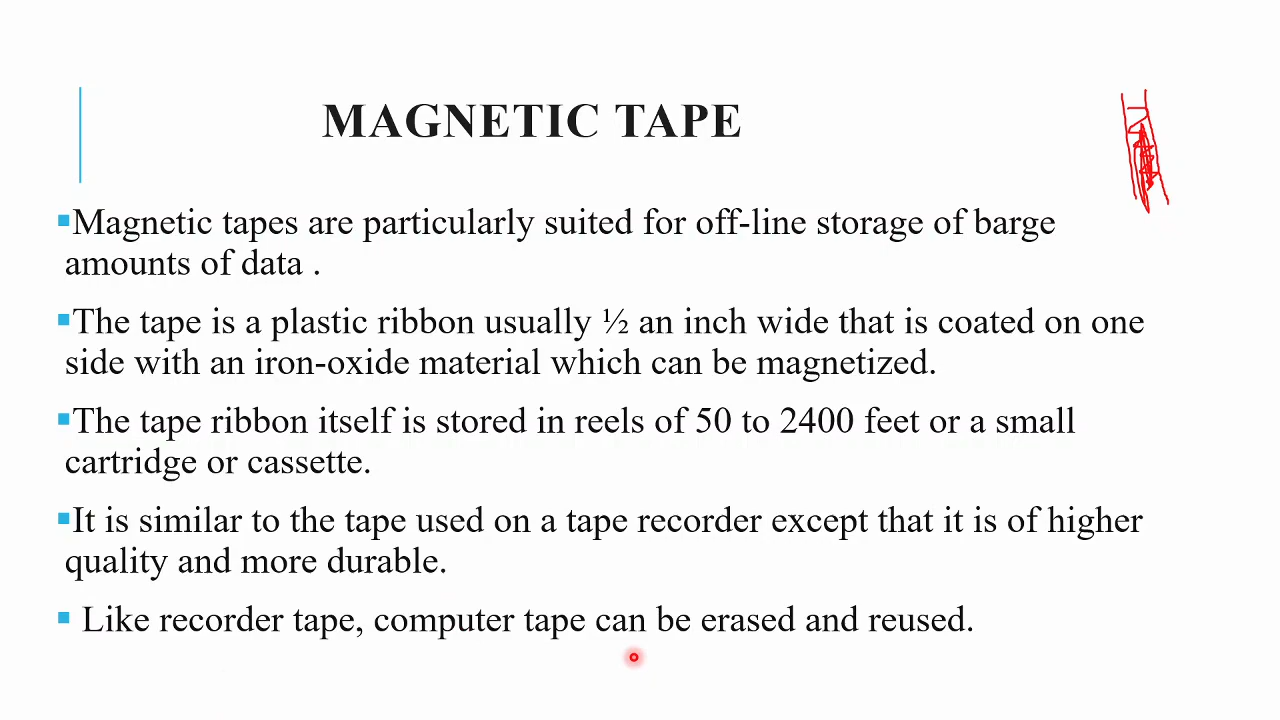 MAGNETIC TAPE
▪Magnetic tapes are particularly suited for off-line storage of barge
amounts of data .
▪The tape is a plastic ribbon usually ½ an inch wide that is coated on one
side with an iron-oxide material which can be magnetized.
▪The tape ribbon itself is stored in reels of 50 to 2400 feet or a small
cartridge or cassette.
▪It is similar to the tape used on a tape recorder except that it is of higher
quality and more durable.
▪ Like recorder tape, computer tape can be erased and reused.